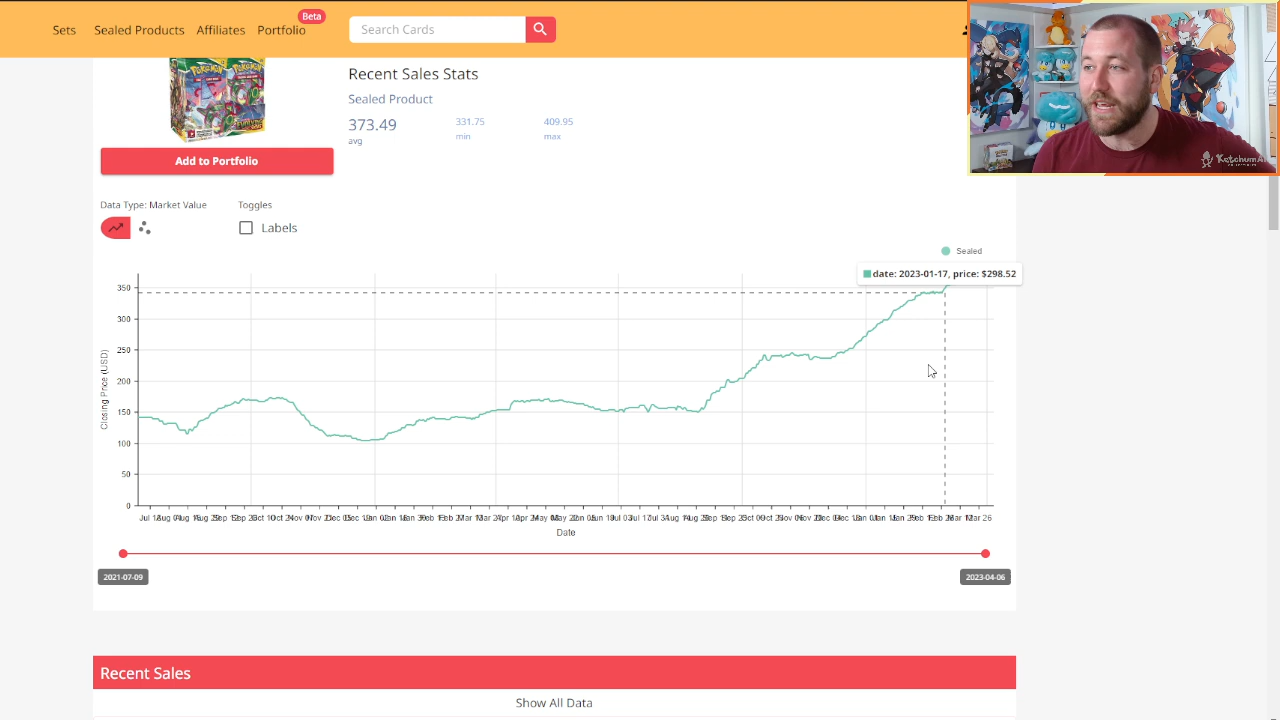 Beta
Sets Sealed Products Affiliates Portfolio Search Cards
Recent Sales Stats
Sealed Product
373.49 331.75 409.95
avg min max
Add to Portfolio
Data Type: Market Value Toggles
Labels
Sealed
date: 2023-01-17, price: $298.52
350
300
250
200
150
100
50
0
Closing Price (USD)
Date
2021-07-09 2023-04-06
Recent Sales
Show All Data